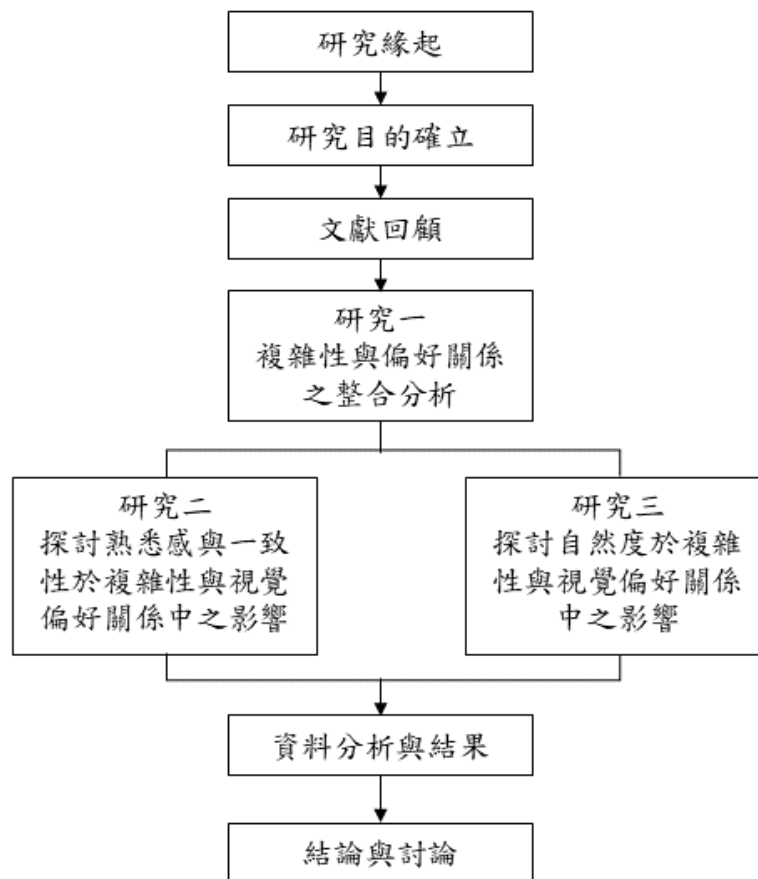 研究緣起
研究目的確立
文獻回顧
研究一
複雜性與偏好關係
之整合分析
研究二
探討熟悉感與一致
性於複雜性與視覺
偏好關係中之影響
研究三
探討自然度於複雜
性與視覺偏好關係
中之影響
資料分析與結果
結論與討論